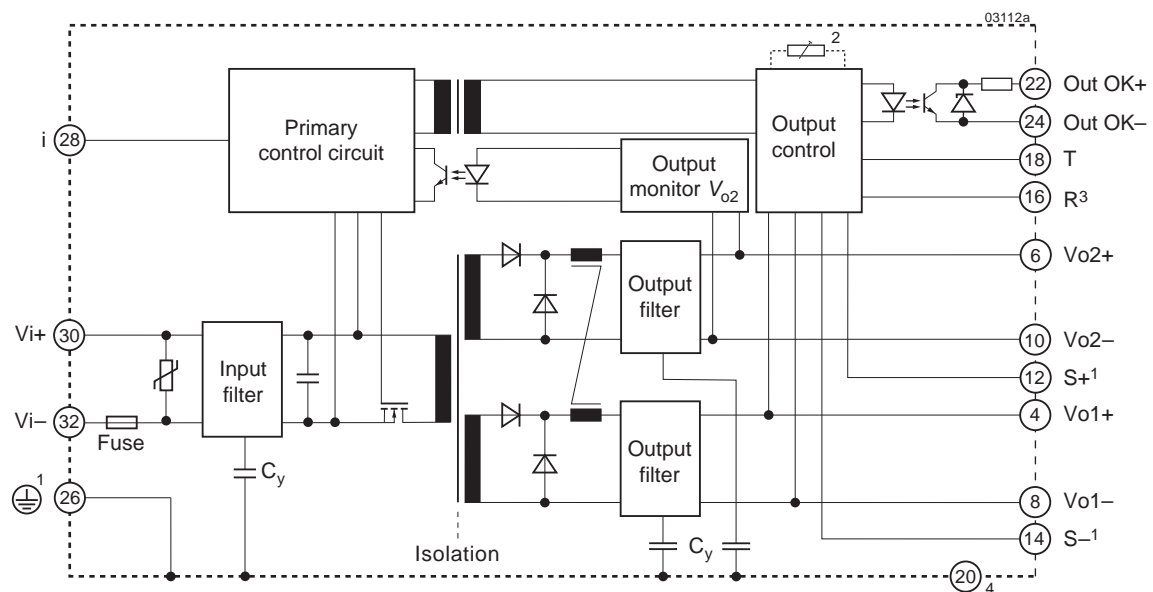 03112a
2
22 Out OK+
Primary
control circuit
Output
control
24 Out OK–
i 28
Output
monitor Vo2
18 T
16 R3
6 Vo2+
Output
filter
Vi+ 30
10 Vo2–
Input
filter
12 S+1
4 Vo1+
Vi– 32
Fuse
Output
filter
Cy
1
26
8 Vo1–
14 S–1
Cy
Isolation
20 4